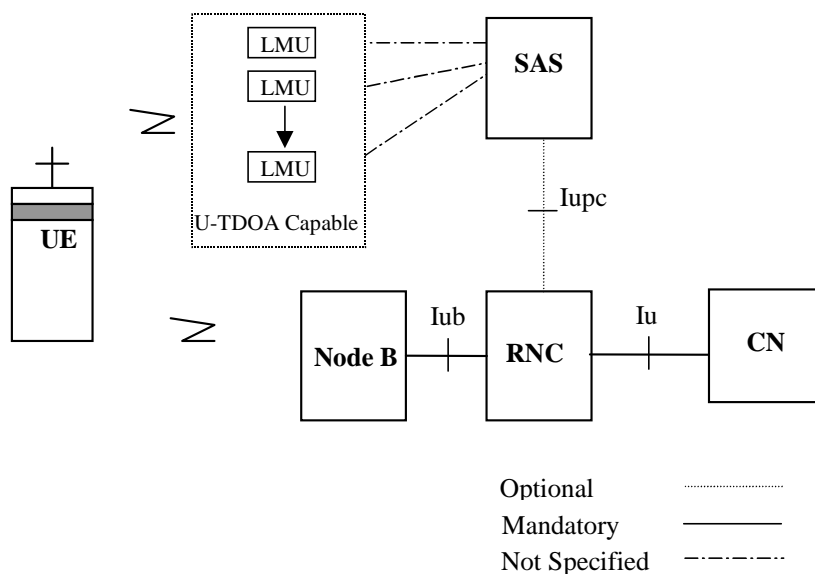 LMU
LMU
LMU
U-TDOA Capable
SAS
Iupc
UE
Node B
Iub
RNC
Iu
CN
Optional
Mandatory
Not Specified